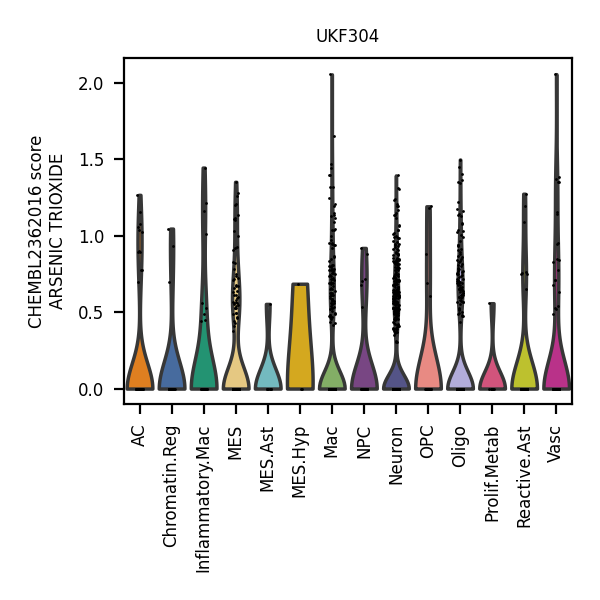 UKF304
CHEMBL2362016 score
ARSENIC TRIOXIDE
2.0
1.5
1.0
0.5
0.0
AC
Chromatin.Reg
Inflammatory.Mac
MES
MES.Ast
MES.Hyp
Mac
NPC
Neuron
OPC
Oligo
Prolif.Metab
Reactive.Ast
Vasc